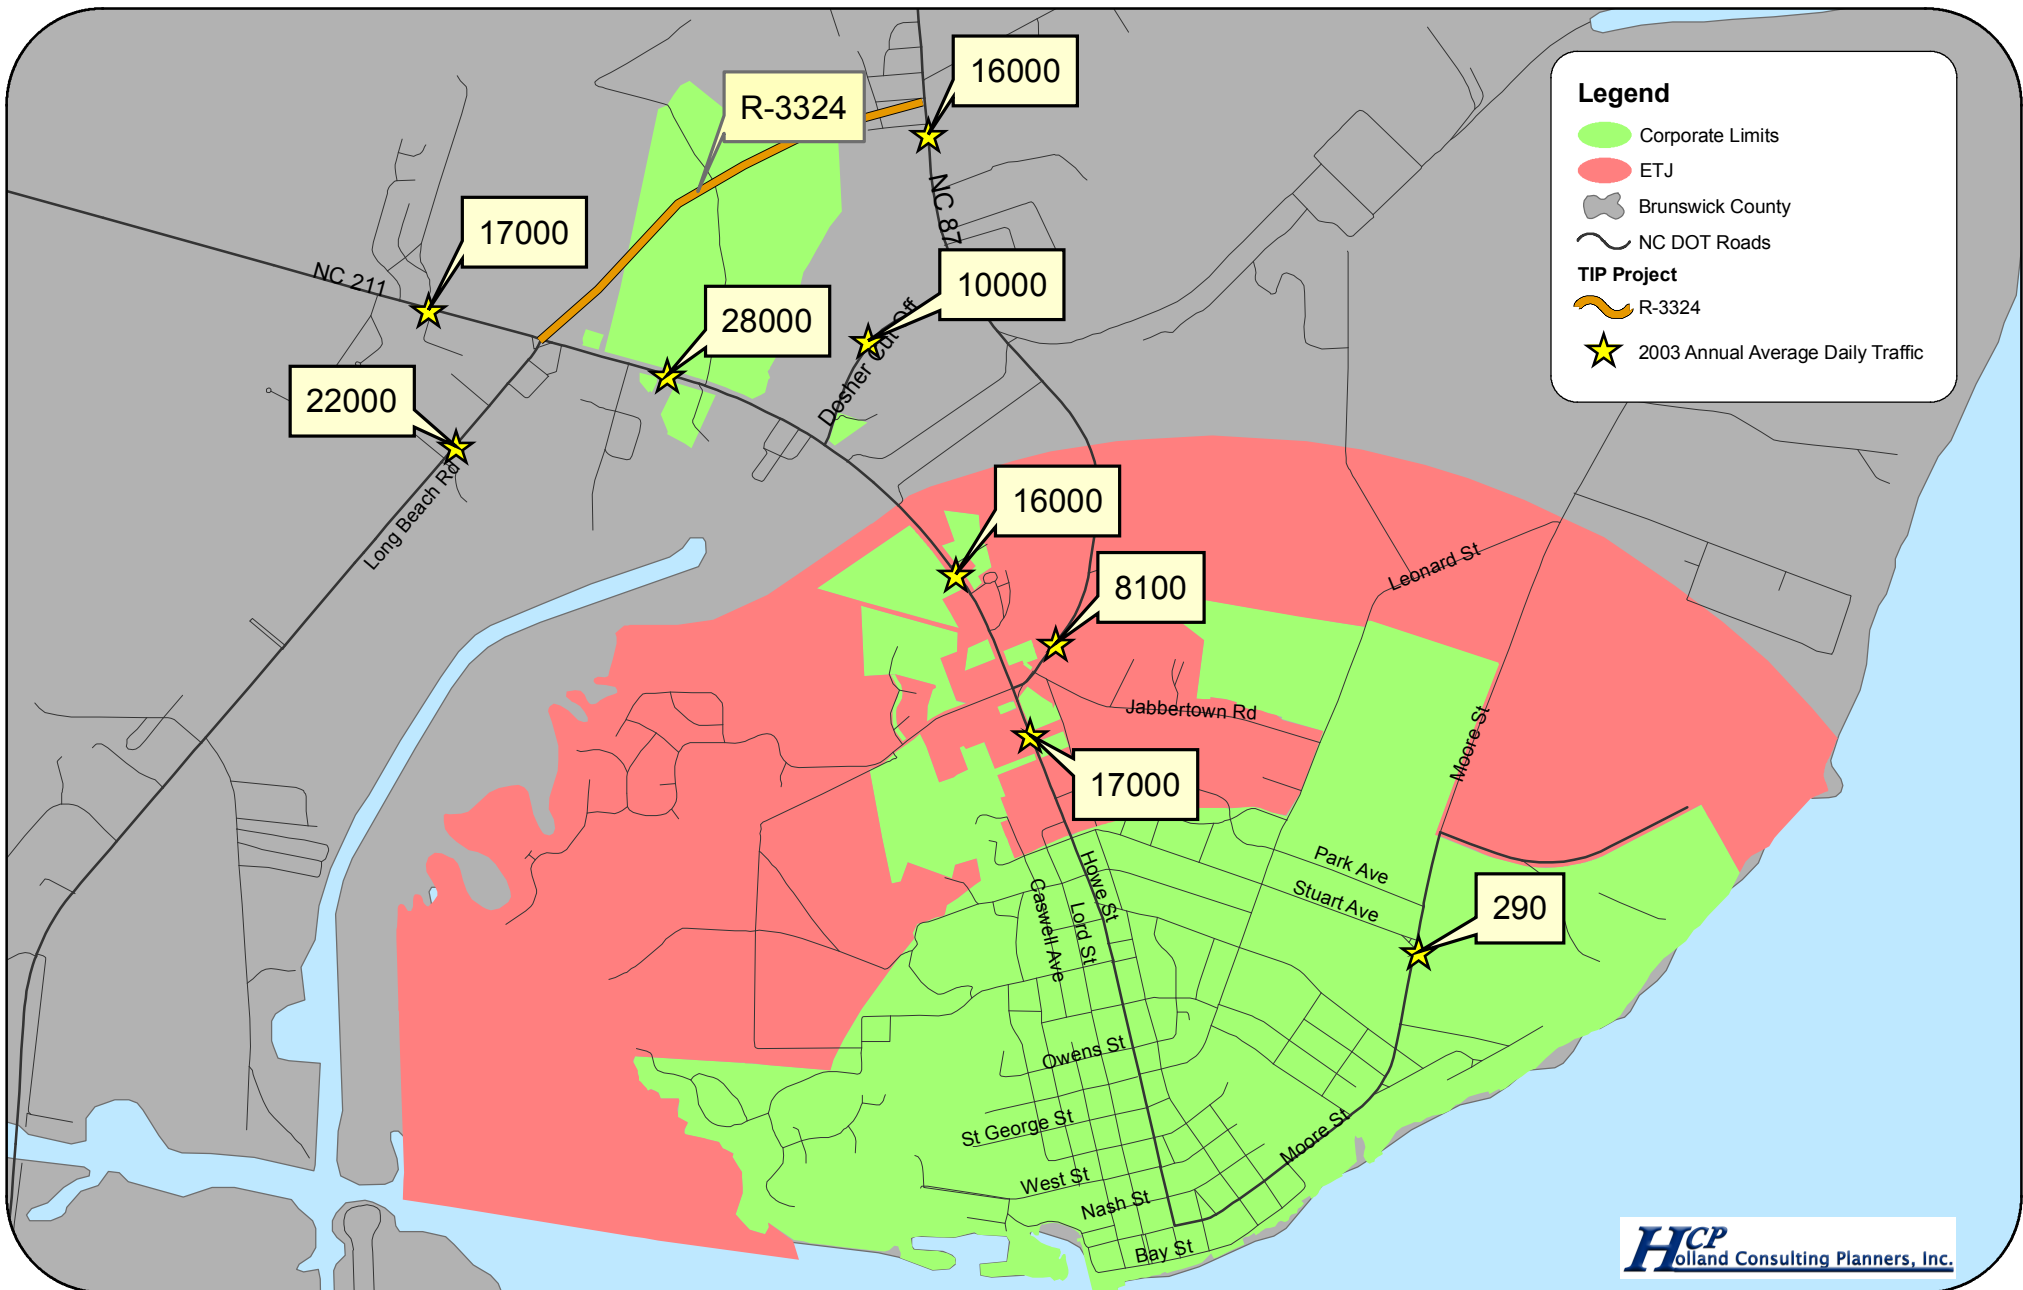 16000
R-3324
NC 87
17000
NC 211
10000
28000
Dosher Cut Off
22000
Long Beach Rd
16000
8100
Leonard St
Jabbertown Rd
Moore St
17000
Park Ave
Stuart Ave
290
Howe St
Lord St
Caswell Ave
Owens St
St George St
West St
Nash St
Bay St
Moore St
Legend
Corporate Limits
ETJ
Brunswick County
NC DOT Roads
TIP Project
R-3324
2003 Annual Average Daily Traffic
HCP
Holland Consulting Planners, Inc.